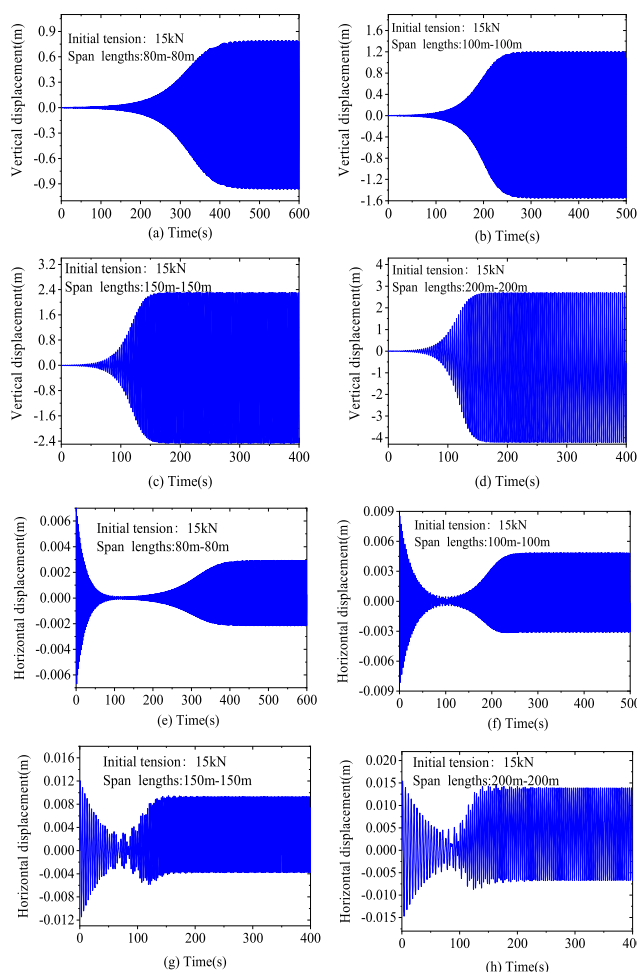 Vertical displacement(m)
0.9
0.6
0.3
0.0
-0.3
-0.6
-0.9
Initial tension: 15kN
Span lengths:80m-80m
0 100 200 300 400 500 600
(a) Time(s)
Vertical displacement(m)
1.6
1.2
0.8
0.4
0.0
-0.4
-0.8
-1.2
-1.6
Initial tension: 15kN
Span lengths:100m-100m
0 100 200 300 400 500
(b) Time(s)
Vertical displacement(m)
3.2
2.4
1.6
0.8
0.0
-0.8
-1.6
-2.4
Initial tension: 15kN
Span lengths:150m-150m
0 100 200 300 400
(c) Time(s)
Vertical displacement(m)
4
3
2
1
0
-1
-2
-3
-4
Initial tension: 15kN
Span lengths:200m-200m
0 100 200 300 400
(d) Time(s)
Horizontal displacement(m)
0.006
0.004
0.002
0.000
-0.002
-0.004
-0.006
Initial tension: 15kN
Span lengths:80m-80m
0 100 200 300 400 500 600
(e) Time(s)
Horizontal displacement(m)
0.009
0.006
0.003
0.000
-0.003
-0.006
-0.009
Initial tension: 15kN
Span lengths:100m-100m
0 100 200 300 400 500
(f) Time(s)
Horizontal displacement(m)
0.016
0.012
0.008
0.004
0.000
-0.004
-0.008
-0.012
Initial tension: 15kN
Span lengths:150m-150m
0 100 200 300 400
(g) Time(s)
Horizontal displacement(m)
0.020
0.015
0.010
0.005
0.000
-0.005
-0.010
-0.015
Initial tension: 15kN
Span lengths:200m-200m
0 100 200 300 400
(h) Time(s)